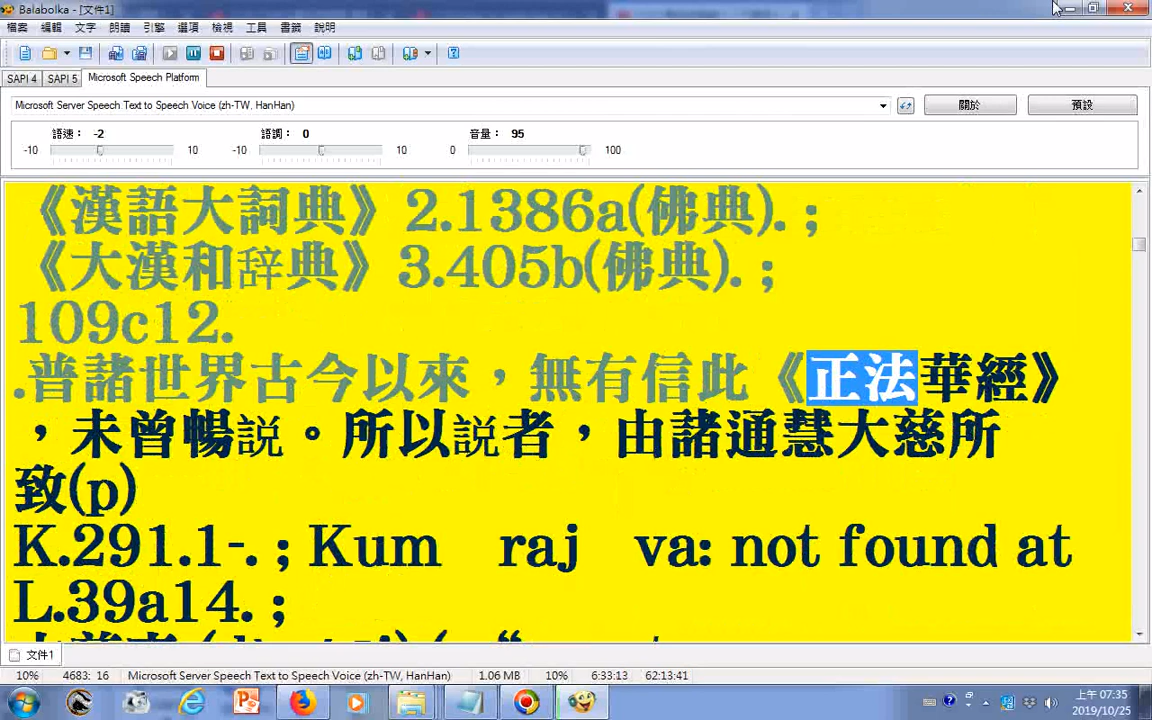 Balabolka - [文件1]
檔案 編輯 文字 朗讀 引擎 選項 檢視 工具 書籤 說明
SAPI 4 SAPI 5 Microsoft Speech Platform
Microsoft Server Speech Text to Speech Voice (zh-TW, HanHan) 關於 預設
語速： -2 語調： 0 音量： 95
-10 10 -10 10 0 100
《漢語大詞典》2.1386a(佛典).；
《大漢和辞典》3.405b(佛典).；
109c12.
.普諸世界古今以來，無有信此《正法華經》
，未曾暢説。所以説者，由諸通慧大慈所
致(p)
K.291.1-.；Kum raj va: not found at
L.39a14.；
文件1
10% 4683: 16 Microsoft Server Speech Text to Speech Voice (zh-TW, HanHan) 1.06 MB 10% 6:33:13 62:13:41
上午 07:35
2019/10/25